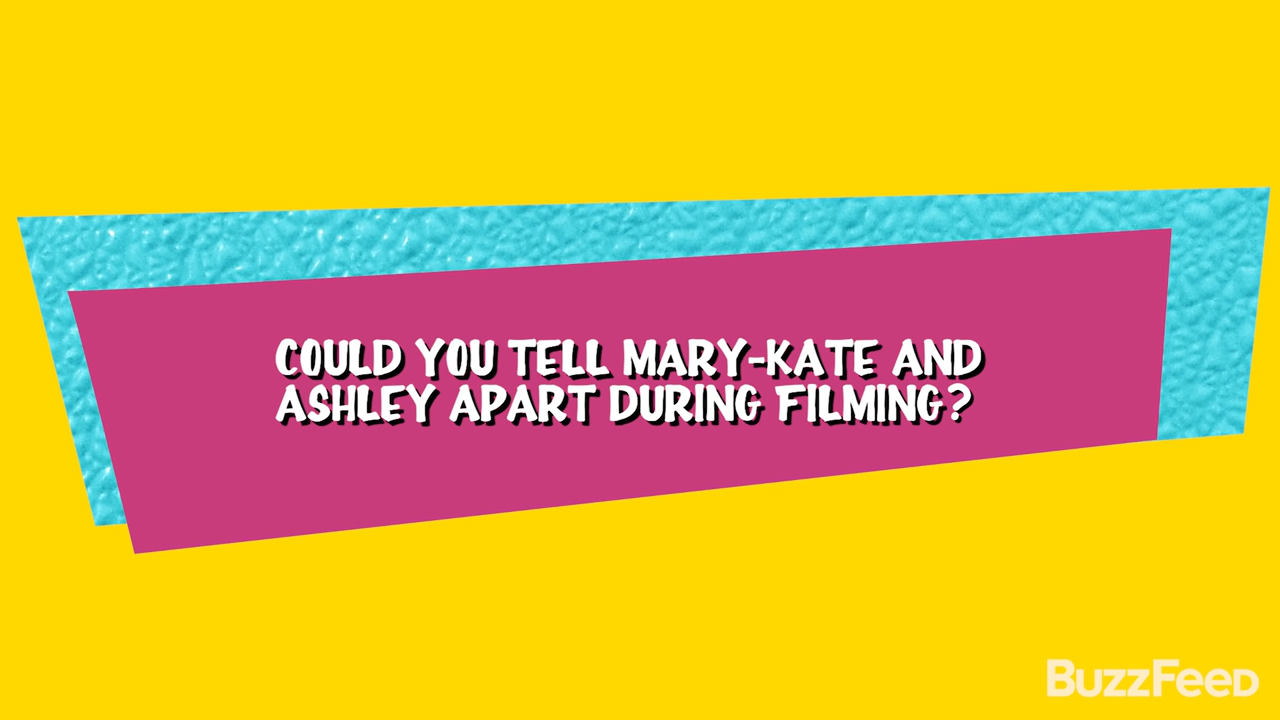 COULD YOU TELL MARY-KATE AND
ASHLEY APART DURING FILMING?
BUZZFEED